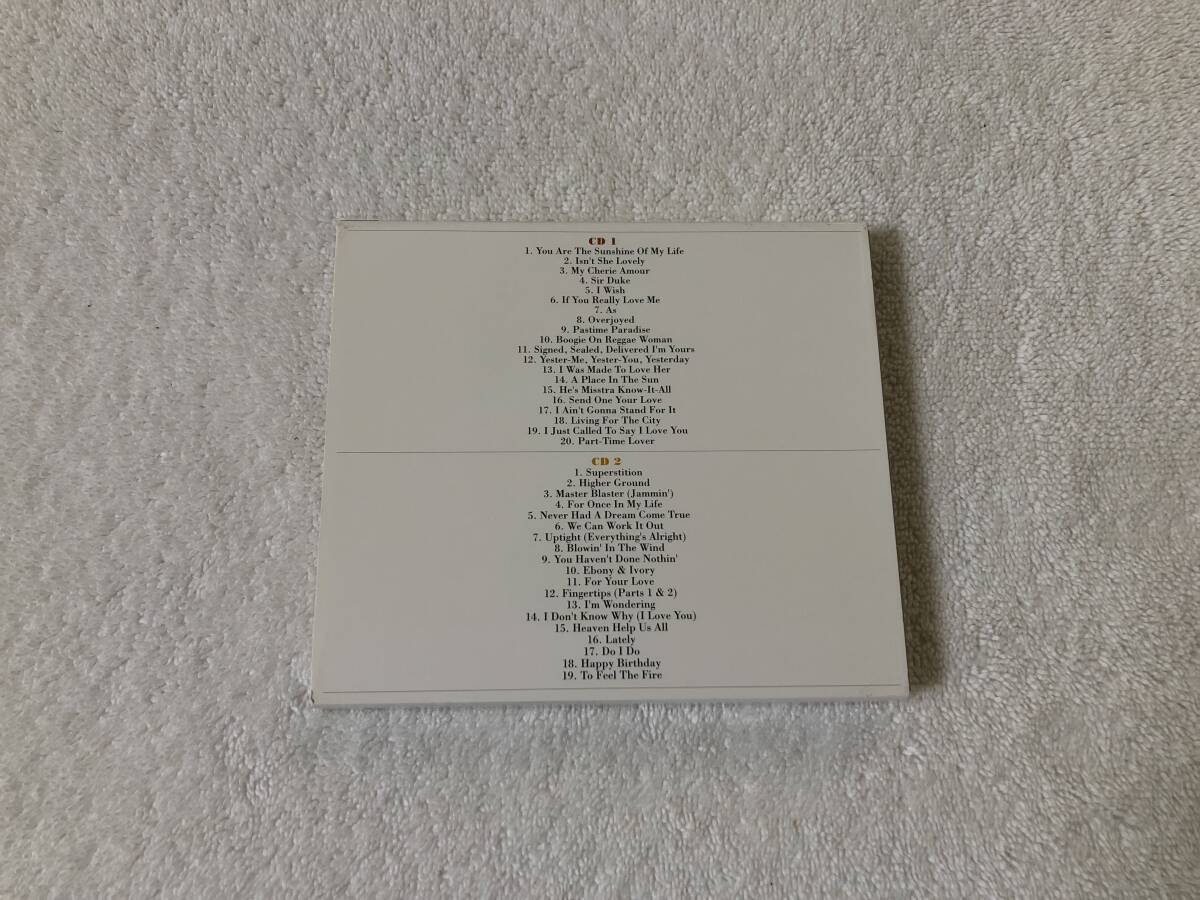 CD 1
1. You Are The Sunshine Of My Life
2. Isn't She Lovely
3. My Cherie Amour
4. Sir Duke
5. I Wish
6. If You Really Love Me
7. As
8. Overjoyed
9. Pastime Paradise
10. Boogie On Reggae Woman
11. Signed, Sealed, Delivered I'm Yours
12. Yester-Me, Yester-You, Yesterday
13. I Was Made To Love Her
14. A Place In The Sun
15. He's Misstra Know-It-All
16. Send One Your Love
17. I Ain't Gonna Stand For It
18. Living For The City
19. I Just Called To Say I Love You
20. Part-Time Lover
CD 2
1. Superstition
2. Higher Ground
3. Master Blaster (Jammin')
4. For Once In My Life
5. Never Had A Dream Come True
6. We Can Work It Out
7. Uptight (Everything's Alright)
8. Blowin' In The Wind
9. You Haven't Done Nothin'
10. Ebony & Ivory
11. For Your Love
12. Fingertips (Parts 1 & 2)
13. I'm Wondering
14. I Don't Know Why (I Love You)
15. Heaven Help Us All
16. Lately
17. Do I Do
18. Happy Birthday
19. To Feel The Fire